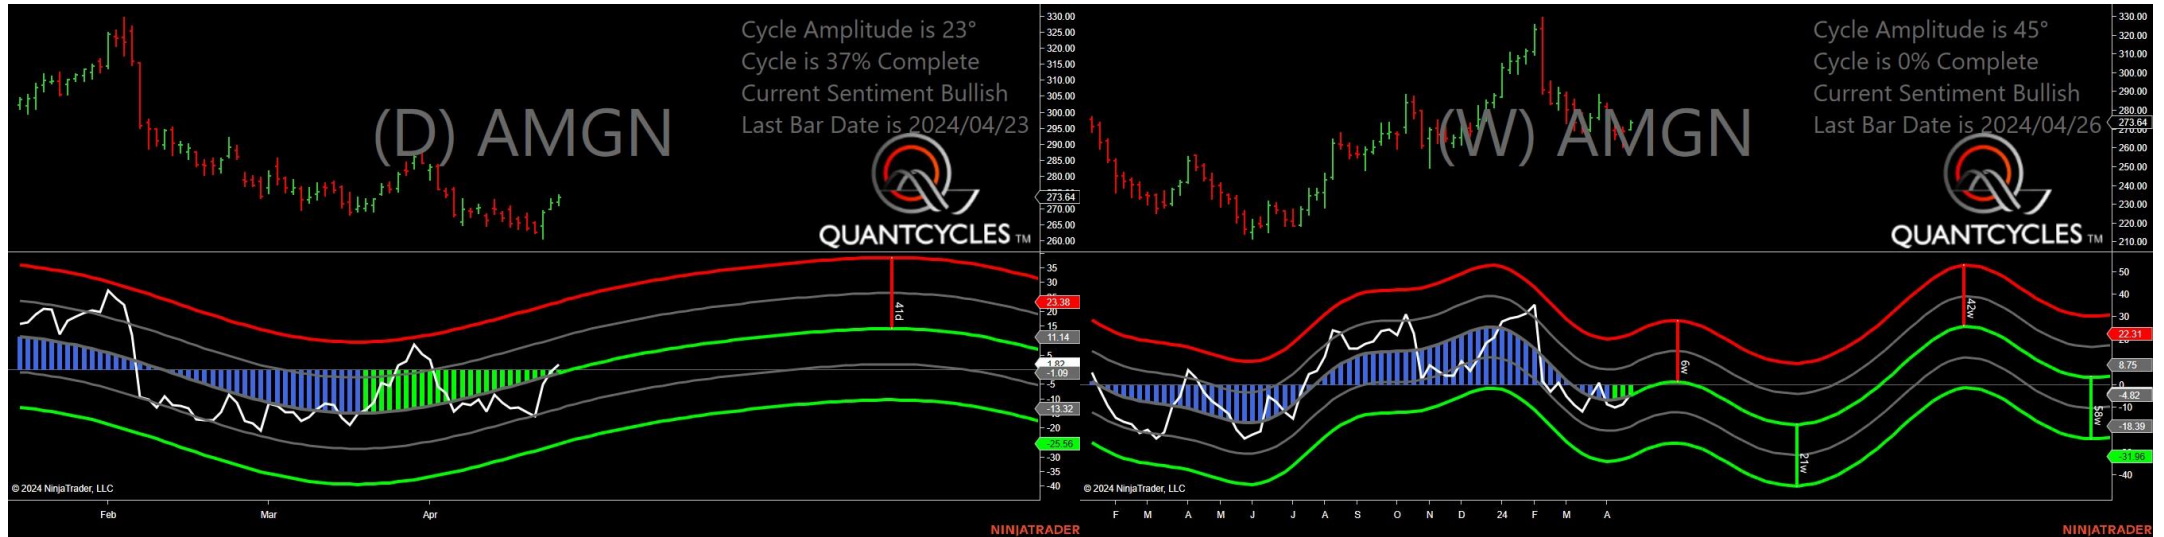 Cycle Amplitude is 23°
Cycle is 37% Complete
Current Sentiment Bullish
Last Bar Date is 2024/04/23
(D) AMGN
QUANTCYCLES TM
330.00
325.00
320.00
315.00
310.00
305.00
300.00
295.00
290.00
285.00
280.00
273.64
270.00
265.00
260.00
35
30
23.38
20
15
11.14
5
1.82
-1.09
-5
-10
-13.32
-20
-25.56
-30
-35
-40
41d
© 2024 NinjaTrader, LLC
Feb
Mar
Apr
NINJATRADER
Cycle Amplitude is 45°
Cycle is 0% Complete
Current Sentiment Bullish
Last Bar Date is 2024/04/26
(W) AMGN
QUANTCYCLES TM
330.00
320.00
310.00
300.00
290.00
280.00
273.64
270.00
260.00
250.00
240.00
230.00
220.00
210.00
50
40
30
22.31
8.75
0
-4.82
-10
-18.39
-31.96
-40
6w
21w
42w
58w
© 2024 NinjaTrader, LLC
F
M
A
M
J
J
A
S
O
N
D
24
F
M
A
NINJATRADER